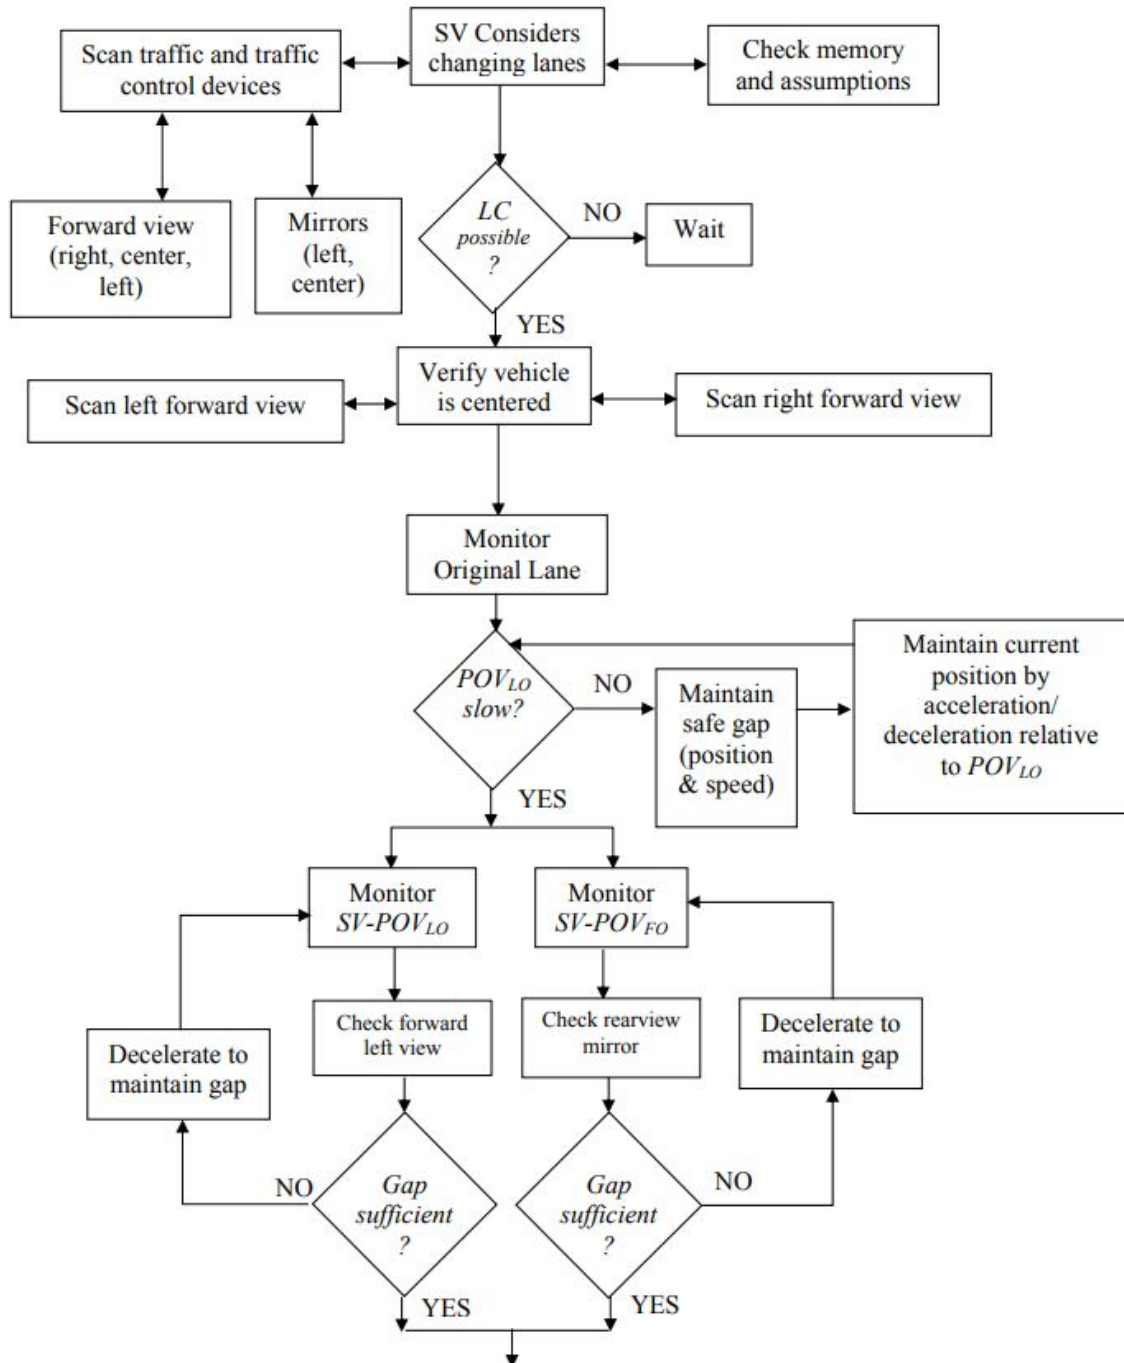 SV Considers
changing lanes
Scan traffic and traffic
control devices
Check memory
and assumptions
Forward view
(right, center,
left)
Mirrors
(left,
center)
LC
possible
?
NO
Wait
YES
Verify vehicle
is centered
Scan left forward view
Scan right forward view
Monitor
Original Lane
POV_LO
slow?
NO
Maintain
safe gap
(position
& speed)
Maintain current
position by
acceleration/
deceleration relative
to POV_LO
YES
Monitor
SV-POV_LO
Monitor
SV-POV_FO
Check forward
left view
Check rearview
mirror
Decelerate to
maintain gap
Decelerate to
maintain gap
NO
Gap
sufficient
?
Gap
sufficient
?
NO
YES
YES